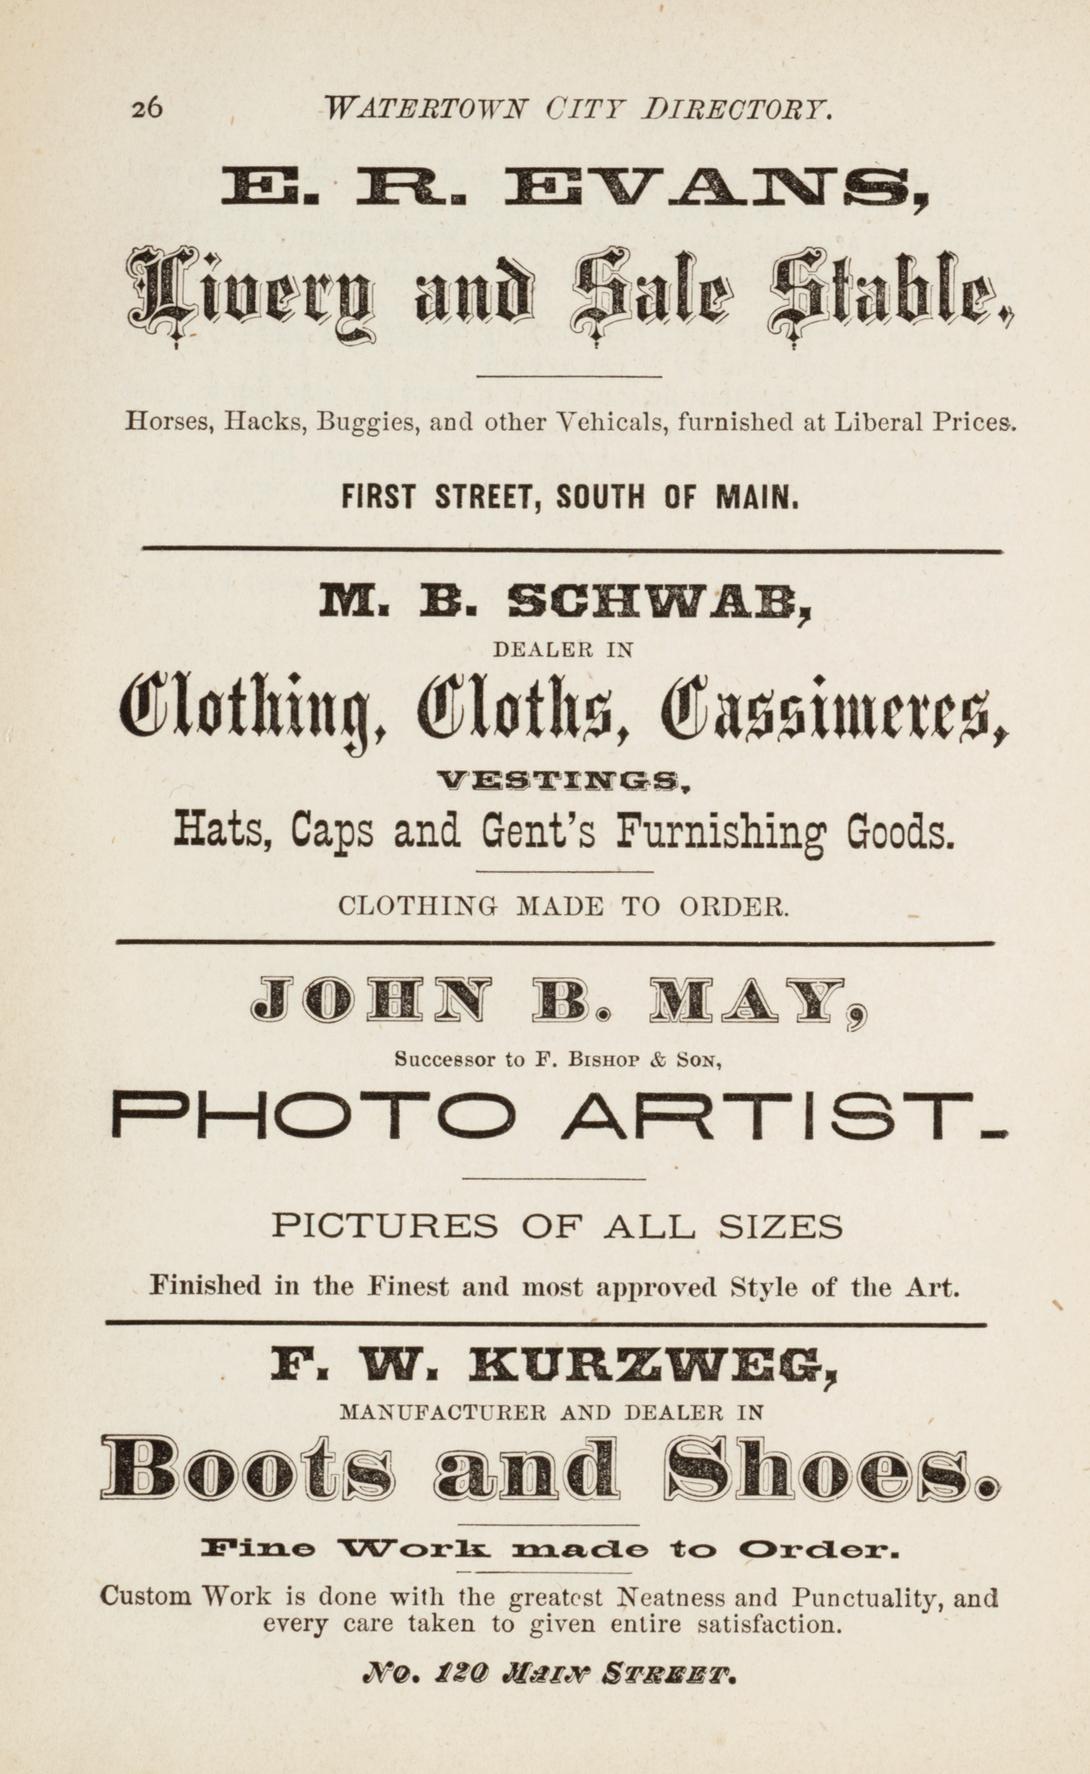 26 WATERTOWN CITY DIRECTORY.
E. R. EVANS,
Livery and Sale Stable.
Horses, Hacks, Buggies, and other Vehicals, furnished at Liberal Prices.
FIRST STREET, SOUTH OF MAIN.
M. B. SCHWAB,
DEALER IN
Clothing, Cloths, Cassimeres,
VESTINGS,
Hats, Caps and Gent's Furnishing Goods.
CLOTHING MADE TO ORDER.
JOHN B. MAY,
Successor to F. BISHOP & SON,
PHOTO ARTIST.
PICTURES OF ALL SIZES
Finished in the Finest and most approved Style of the Art.
F. W. KURZWEG,
MANUFACTURER AND DEALER IN
Boots and Shoes.
Fine Work made to Order.
Custom Work is done with the greatest Neatness and Punctuality, and
every care taken to given entire satisfaction.
No. 120 MAIN STREET.